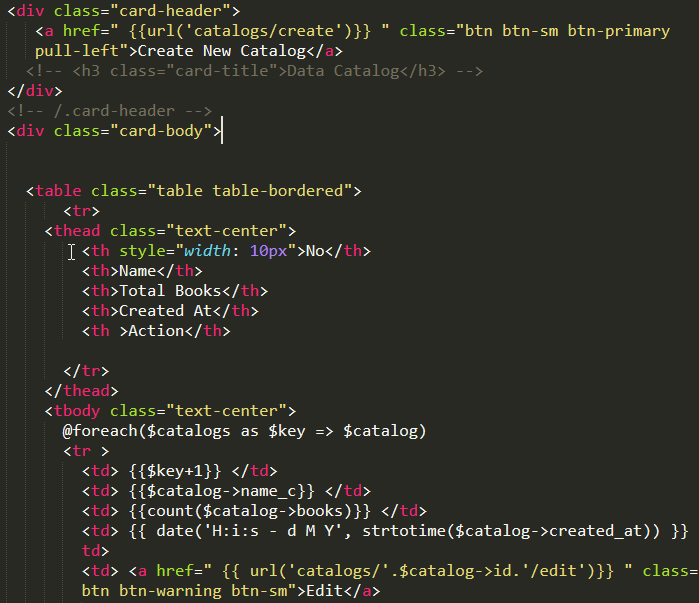 <div class="card-header">
<a href=" {{url('catalogs/create')}} " class="btn btn-sm btn-primary
pull-left">Create New Catalog</a>
<!-- <h3 class="card-title">Data Catalog</h3> -->
</div>
<!-- /.card-header -->
<div class="card-body">
<table class="table table-bordered">
<tr>
<thead class="text-center">
<th style="width: 10px">No</th>
<th>Name</th>
<th>Total Books</th>
<th>Created At</th>
<th >Action</th>
</tr>
</thead>
<tbody class="text-center">
@foreach($catalogs as $key => $catalog)
<tr >
<td> {{$key+1}} </td>
<td> {{$catalog->name_c}} </td>
<td> {{count($catalog->books)}} </td>
<td> {{ date('H:i:s - d M Y', strtotime($catalog->created_at)) }}
td>
<td> <a href=" {{ url('catalogs/'.$catalog->id.'/edit')}} " class=
btn btn-warning btn-sm">Edit</a>